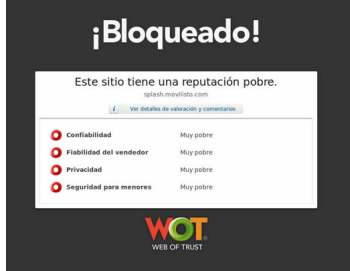 ¡Bloqueado!
Este sitio tiene una reputación pobre.
splash.movilisto.com
i Ver detalles de valoración y comentarios
Confiabilidad Muy pobre
Fiabilidad del vendedor Muy pobre
Privacidad Muy pobre
Seguridad para menores Muy pobre
WOT
WEB OF TRUST